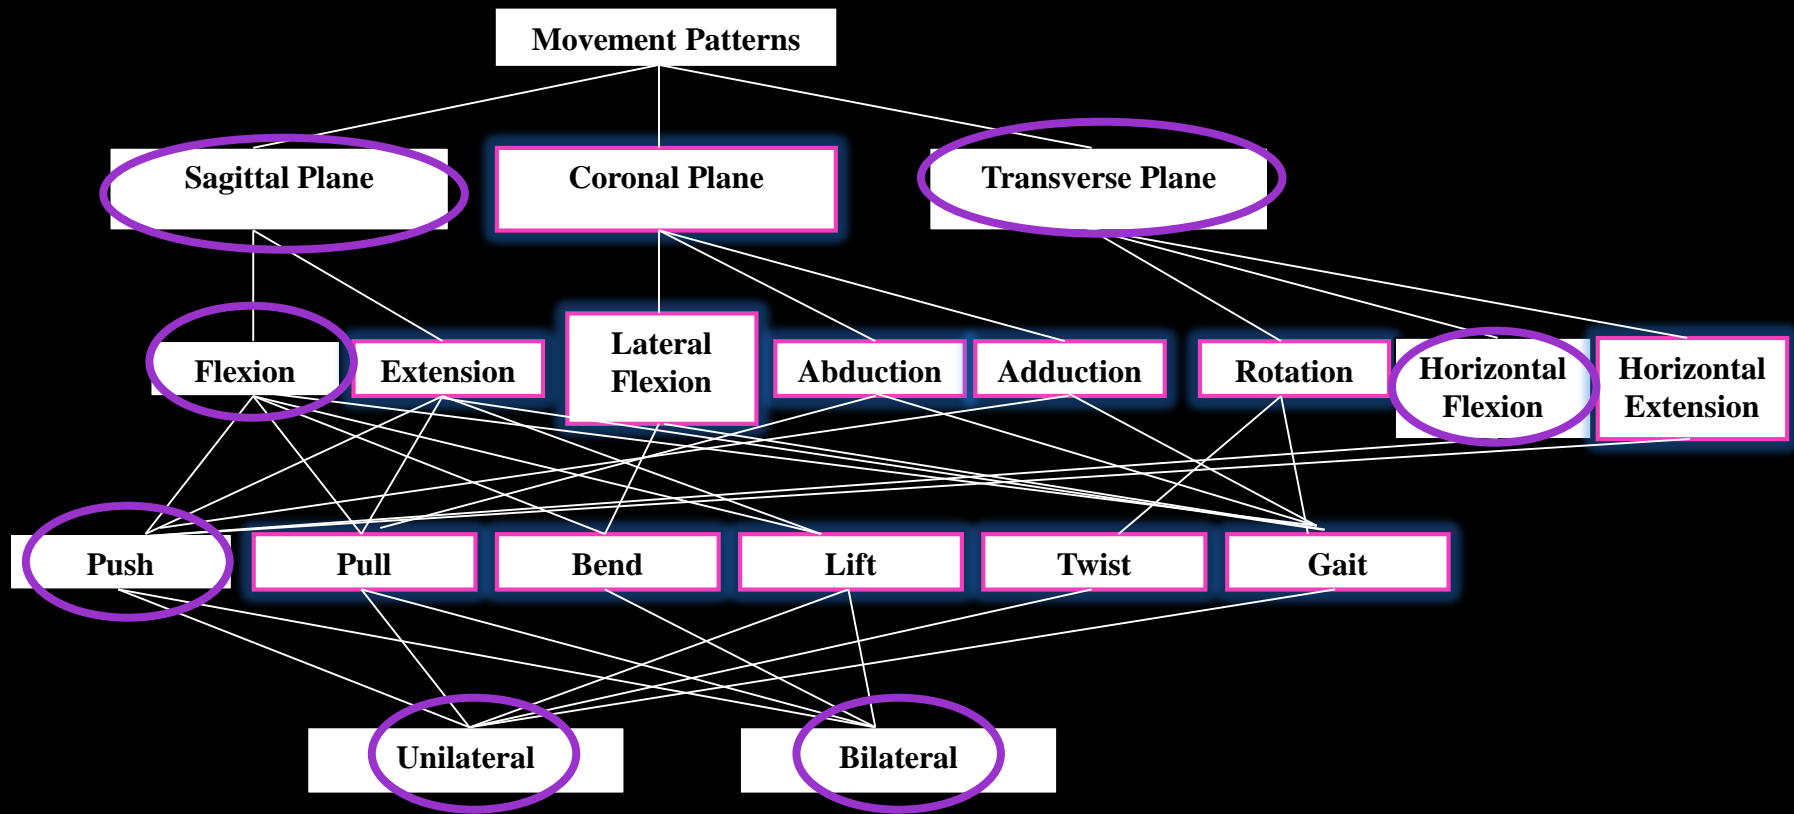 Movement Patterns
Sagittal Plane
Coronal Plane
Transverse Plane
Flexion
Extension
Lateral
Flexion
Abduction
Adduction
Rotation
Horizontal
Flexion
Horizontal
Extension
Push
Pull
Bend
Lift
Twist
Gait
Unilateral
Bilateral